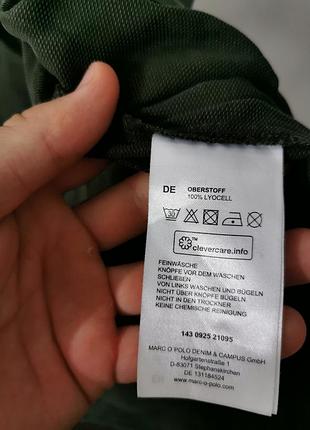 DE OBERSTOFF
100% LYOCELL
30
TM
clevercare.info
FEINWÄSCHE
KNÖPFE VOR DEM WASCHEN
SCHLIEßEN
VON LINKS WASCHEN UND BÜGELN
NICHT ÜBER KNÖPFE BÜGELN
NICHT IN DEN TROCKNER
KEINE CHEMISCHE REINIGUNG
143 0925 21095
MARC O POLO DENIM & CAMPUS GmbH
Hofgartenstraße 1
D-83071 Stephanskirchen
DE 131184524
www.marc-o-polo.com